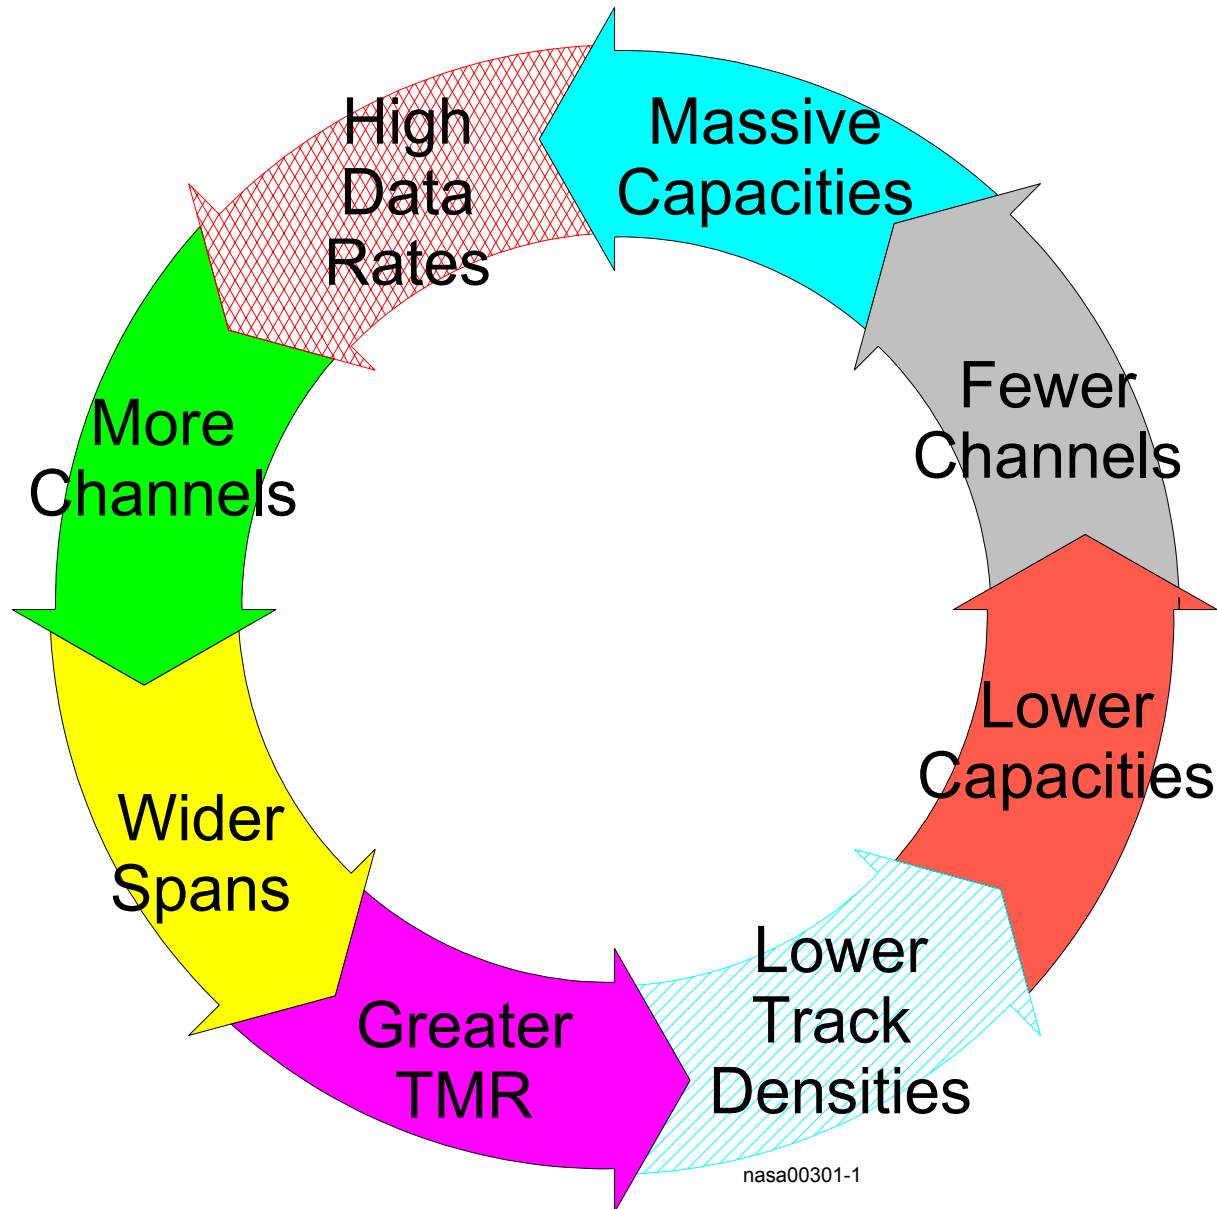 High
Data
Rates
Massive
Capacities
Fewer
Channels
More
Channels
Lower
Capacities
Wider
Spans
Lower
Track
Densities
Greater
TMR
nasa00301-1